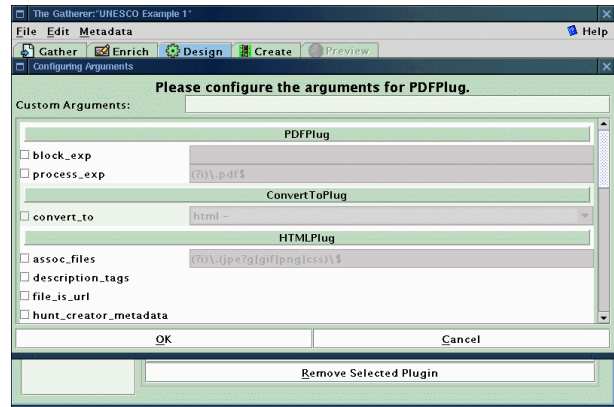 The Gatherer:"UNESCO Example 1"
File Edit Metadata Help
Gather Enrich Design Create Preview
Configuring Arguments
Please configure the arguments for PDFPlug.
Custom Arguments:
PDFPlug
block_exp
process_exp (?i)\.pdf$
ConvertToPlug
convert_to html -
HTMLPlug
assoc_files (?i)\.(jpe?g|gif|png|css)\$
description_tags
file_is_url
hunt_creator_metadata
OK Cancel
Remove Selected Plugin